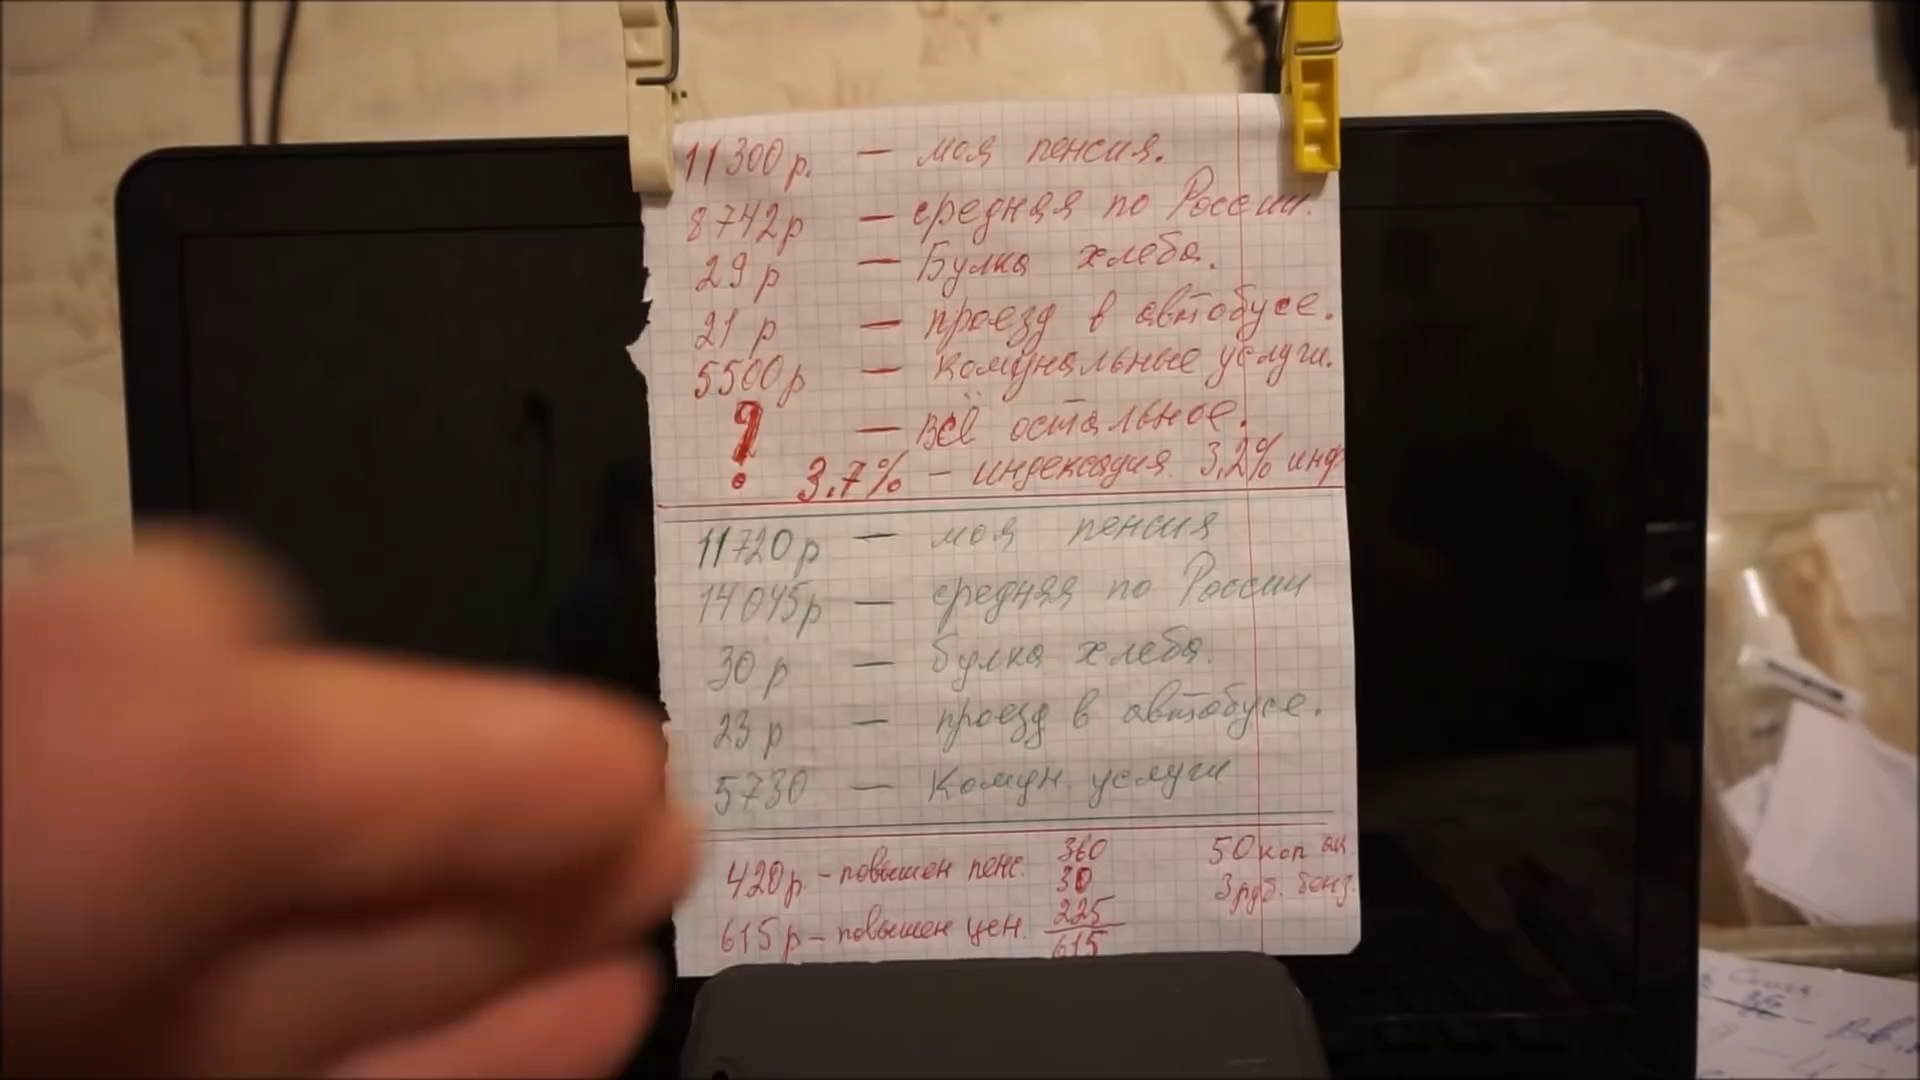 11300р. — моя пенсия.
8742р — средняя по России.
29 р — Булка хлеба.
21 р — проезд в автобусе.
5500р — комунальные услуги.
? — всё остальное.
3.7% — индексация 3,2% инф
11720р — моя пенсия
14045р — средняя по России
30 р — булка хлеба.
23 р — проезд в автобусе.
5730 — Комун. услуги
420р. – повышен пенс. 360 50 коп
30 3 руб. бенз.
615р – повышен цен. 225
615